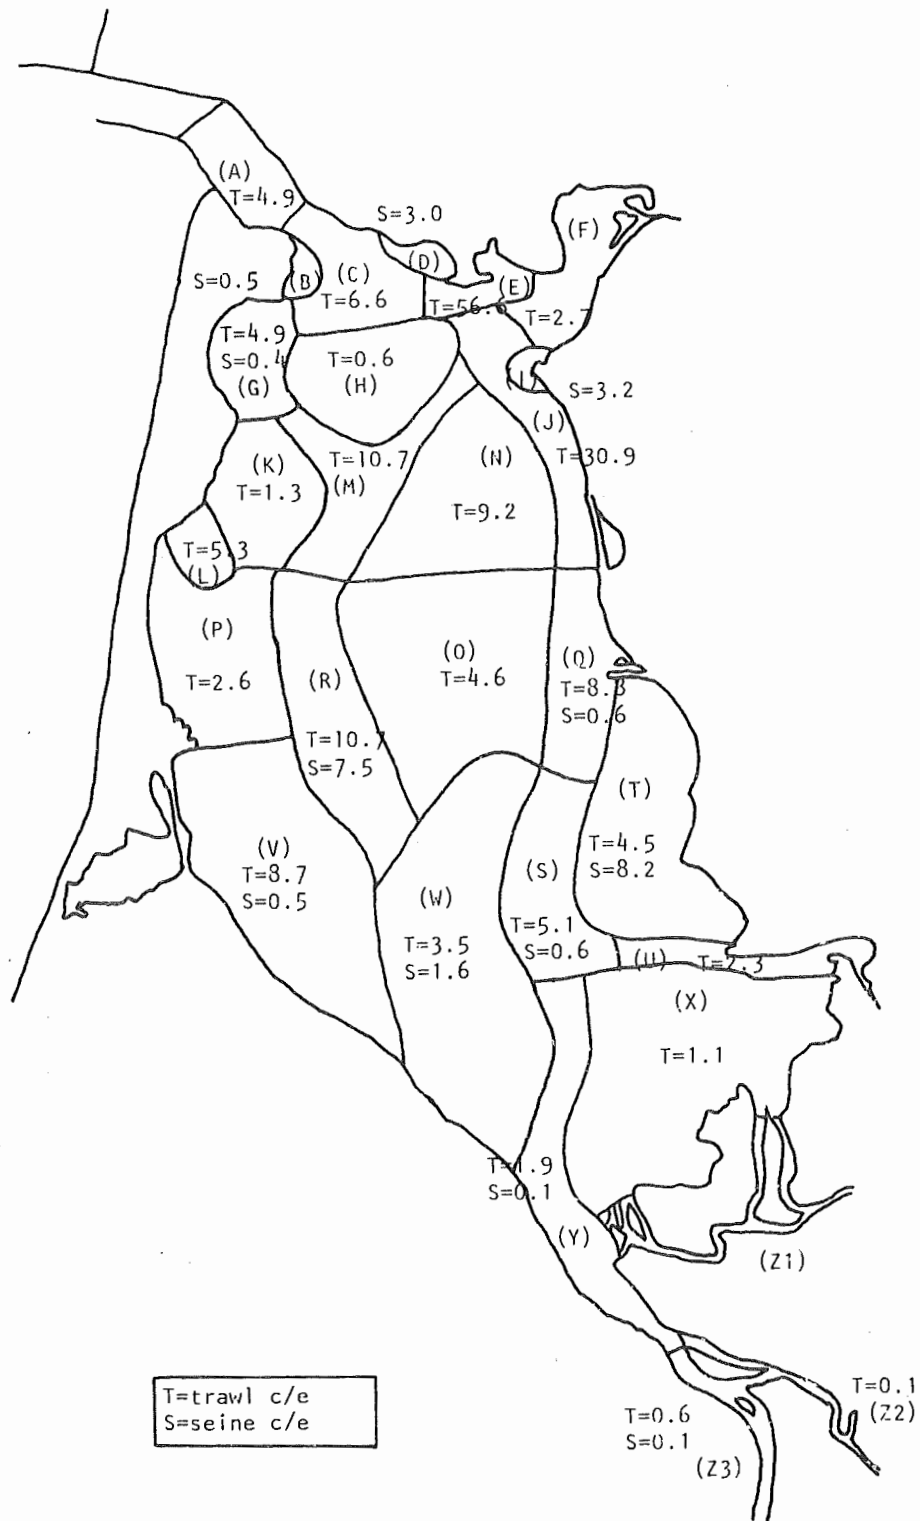 (A)
T=4.9
S=3.0
(F)
(D)
S=0.5
(B)
(C)
(E)
T=6.6
T=2.7
T=4.9
S=0.4
(G)
T=0.6
(H)
S=3.2
(J)
T=10.7
(M)
(N)
T=30.9
(K)
T=1.3
T=9.2
T=5.3
(L)
(P)
T=2.6
(R)
(O)
T=4.6
(Q)
T=8.3
S=0.6
T=10.7
S=7.5
(T)
T=4.5
S=8.2
(V)
T=8.7
S=0.5
(S)
(W)
T=5.1
S=0.6
T=3.5
S=1.6
(U)
T=2.3
(X)
T=1.1
T=1.9
S=0.1
(Y)
(Z1)
T=trawl c/e
S=seine c/e
T=0.1
(Z2)
T=0.6
S=0.1
(Z3)